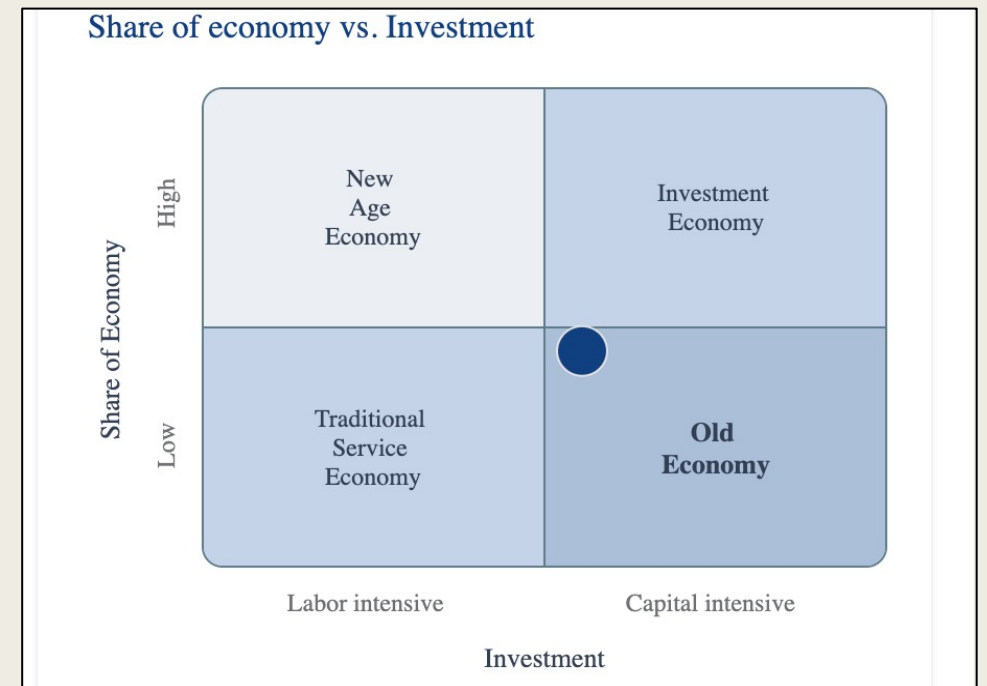 Share of economy vs. Investment
Share of Economy
High
Low
New
Age
Economy
Investment
Economy
Traditional
Service
Economy
Old
Economy
Labor intensive
Capital intensive
Investment